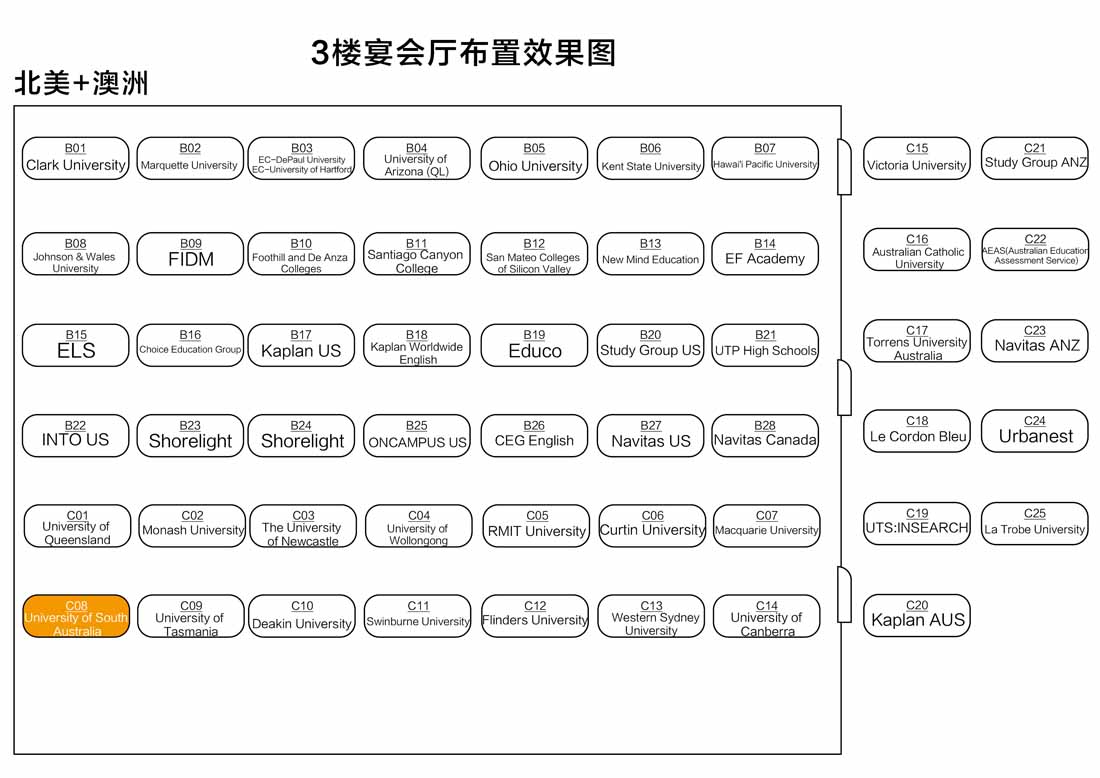 3楼宴会厅布置效果图
北美+澳洲
B01
Clark University
B02
Marquette University
B03
EC-DePaul University
EC-University of Hartford
B04
University of
Arizona (QL)
B05
Ohio University
B06
Kent State University
B07
Hawai'i Pacific University
C15
Victoria University
C21
Study Group ANZ
B08
Johnson & Wales
University
B09
FIDM
B10
Foothill and De Anza
Colleges
B11
Santiago Canyon
College
B12
San Mateo Colleges
of Silicon Valley
B13
New Mind Education
B14
EF Academy
C16
Australian Catholic
University
C22
AEAS(Australian Education
Assessment Service)
B15
ELS
B16
Choice Education Group
B17
Kaplan US
B18
Kaplan Worldwide
English
B19
Educo
B20
Study Group US
B21
UTP High Schools
C17
Torrens University
Australia
C23
Navitas ANZ
B22
INTO US
B23
Shorelight
B24
Shorelight
B25
ONCAMPUS US
B26
CEG English
B27
Navitas US
B28
Navitas Canada
C18
Le Cordon Bleu
C24
Urbanest
C01
University of
Queensland
C02
Monash University
C03
The University
of Newcastle
C04
University of
Wollongong
C05
RMIT University
C06
Curtin University
C07
Macquarie University
C19
UTS:INSEARCH
C25
La Trobe University
C08
University of South
Australia
C09
University of
Tasmania
C10
Deakin University
C11
Swinburne University
C12
Flinders University
C13
Western Sydney
University
C14
University of
Canberra
C20
Kaplan AUS